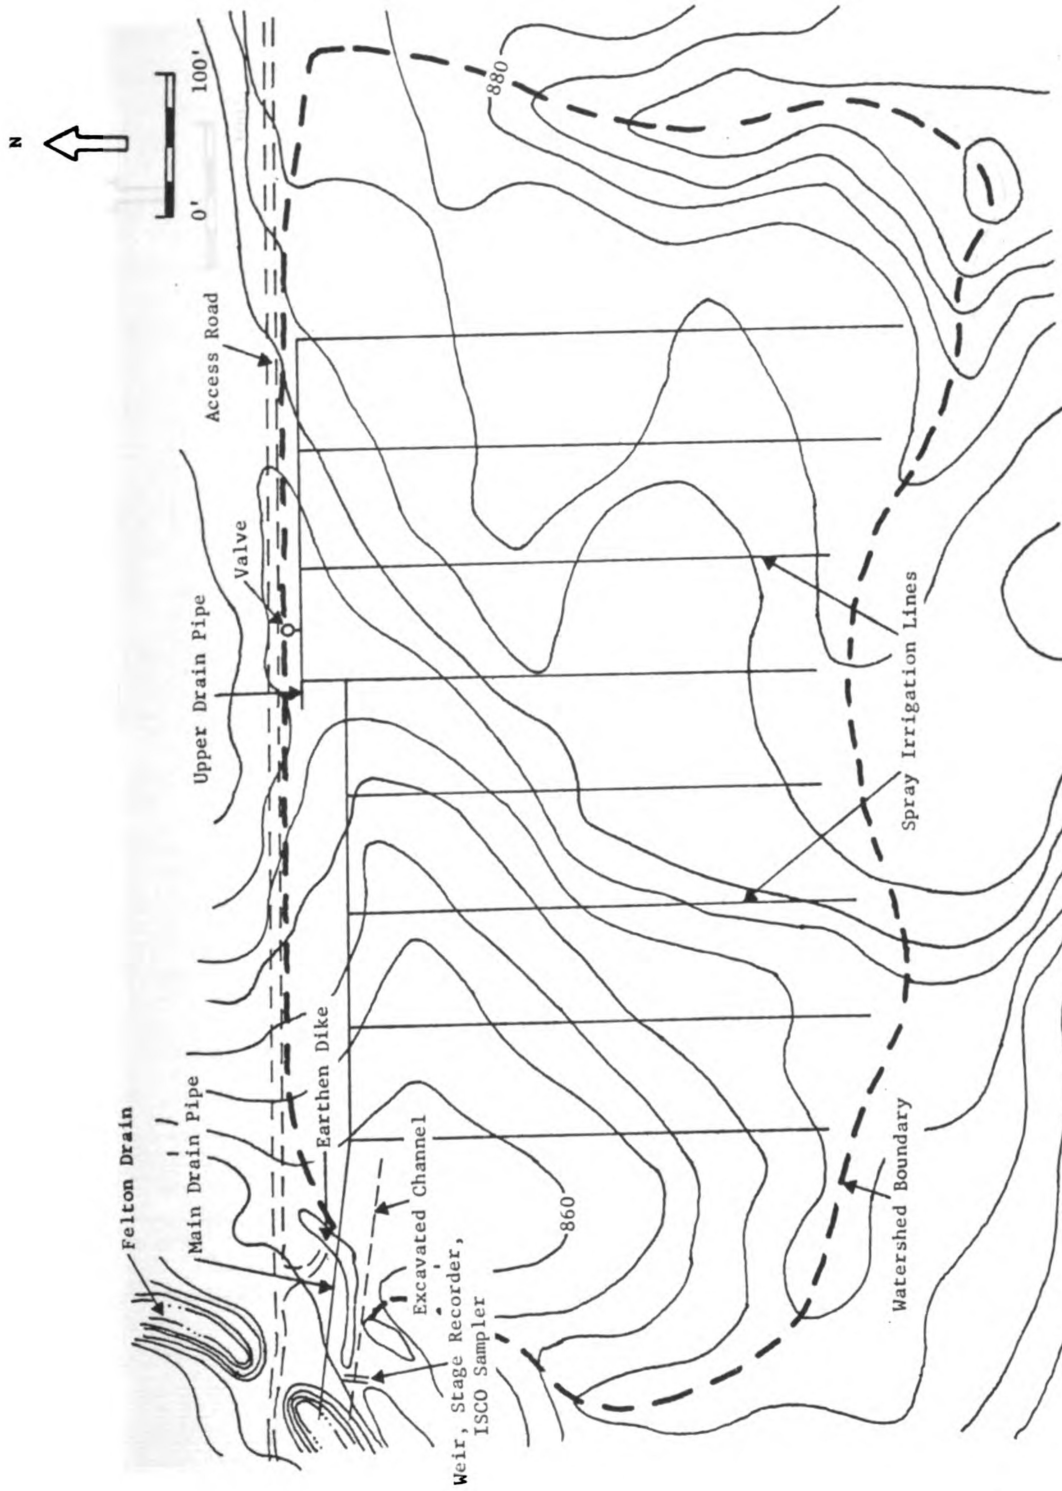 N
0' 100'
Access Road
Valve
Upper Drain Pipe
880
Felton Drain
Main Drain Pipe
Earthen Dike
Excavated Channel
Weir, Stage Recorder,
ISCO Sampler
860
Spray Irrigation Lines
Watershed Boundary